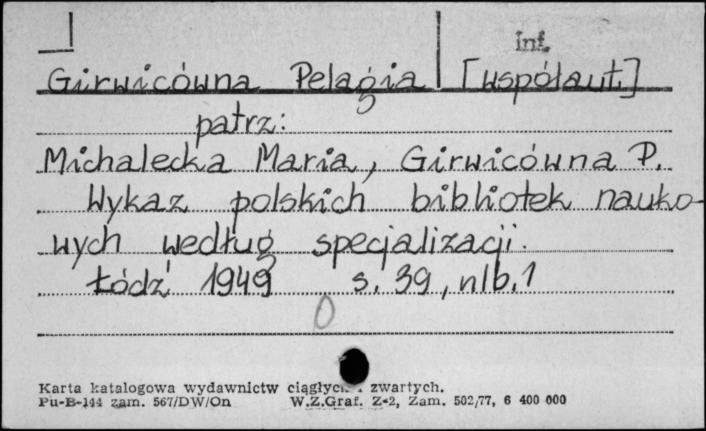 Inf.
Girwicówna Pelagia [współaut.]
patrz:
Michalecka Maria, Girwicówna P.
Wykaz polskich bibliotek nauko-
wych według specjalizacji.
Łódź 1949 s. 39, nlb. 1
0
Karta katalogowa wydawnictw ciągłych i zwartych.
Pu-B-144 zam. 567/DW/On W.Z.Graf. Z-2, Zam. 502/77, 6 400 000